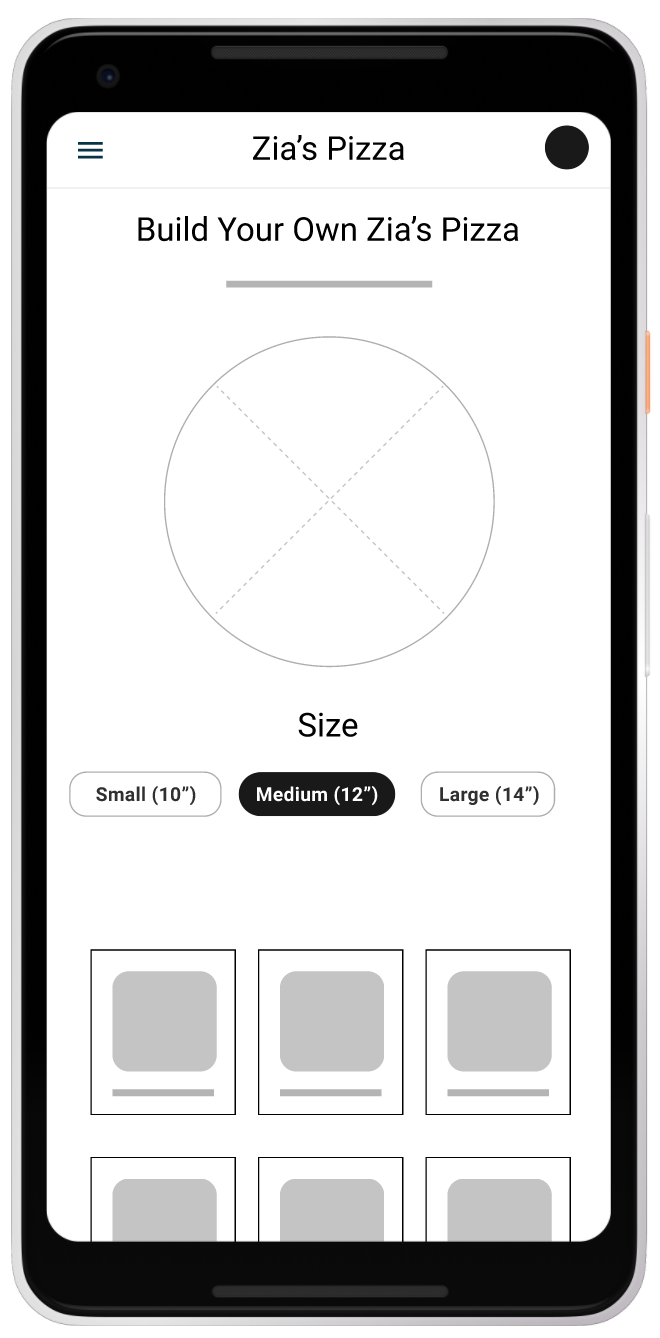 Zia’s Pizza
Build Your Own Zia’s Pizza
Size
Small (10”) Medium (12”) Large (14”)